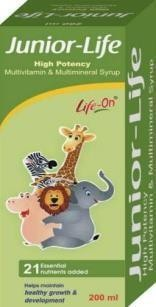 Junior-Life
High Potency
Multivitamin & Multimineral Syrup
Life-On
21 Essential
nutrients added
Helps maintain
healthy growth &
development
200 ml
Junior-Life
High Potency
Multivitamin & Multimineral Syrup